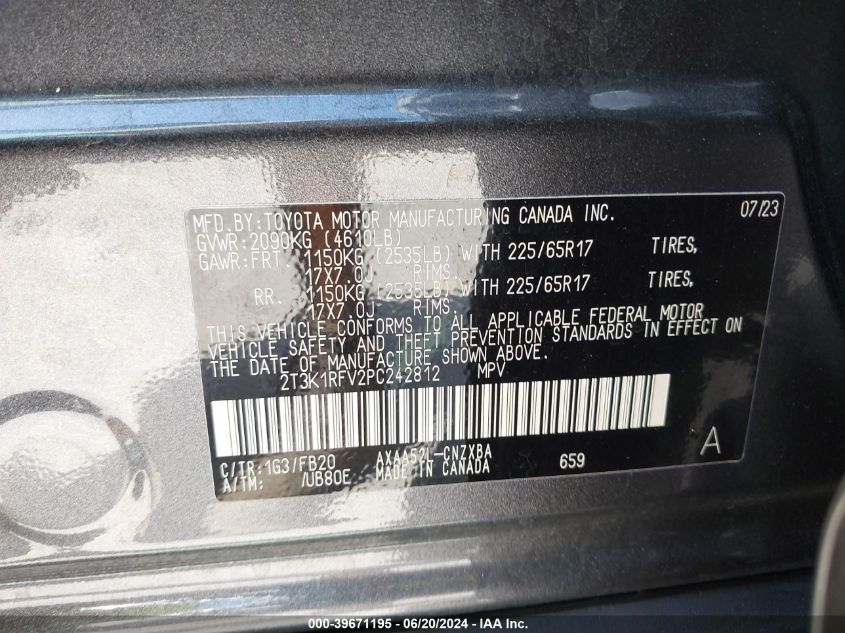 MFD.BY:TOYOTA MOTOR MANUFACTURING CANADA INC. 07/23
GVWR:2090KG (4610LB)
GAWR:FRT. 1150KG (2535LB) WITH 225/65R17 TIRES,
17X7.0J RIMS.
RR. 1150KG (2535LB) WITH 225/65R17 TIRES,
17X7.0J RIMS.
THIS VEHICLE CONFORMS TO ALL APPLICABLE FEDERAL MOTOR
VEHICLE SAFETY AND THEFT PREVENTION STANDARDS IN EFFECT ON
THE DATE OF MANUFACTURE SHOWN ABOVE.
2T3K1RFV2PC242812 MPV
C/TR:1G3/FB20 AXAA52L-CNZXBA 659 A
A/TM: /UB80E MADE IN CANADA
000-39671195 - 06/20/2024 - IAA Inc.